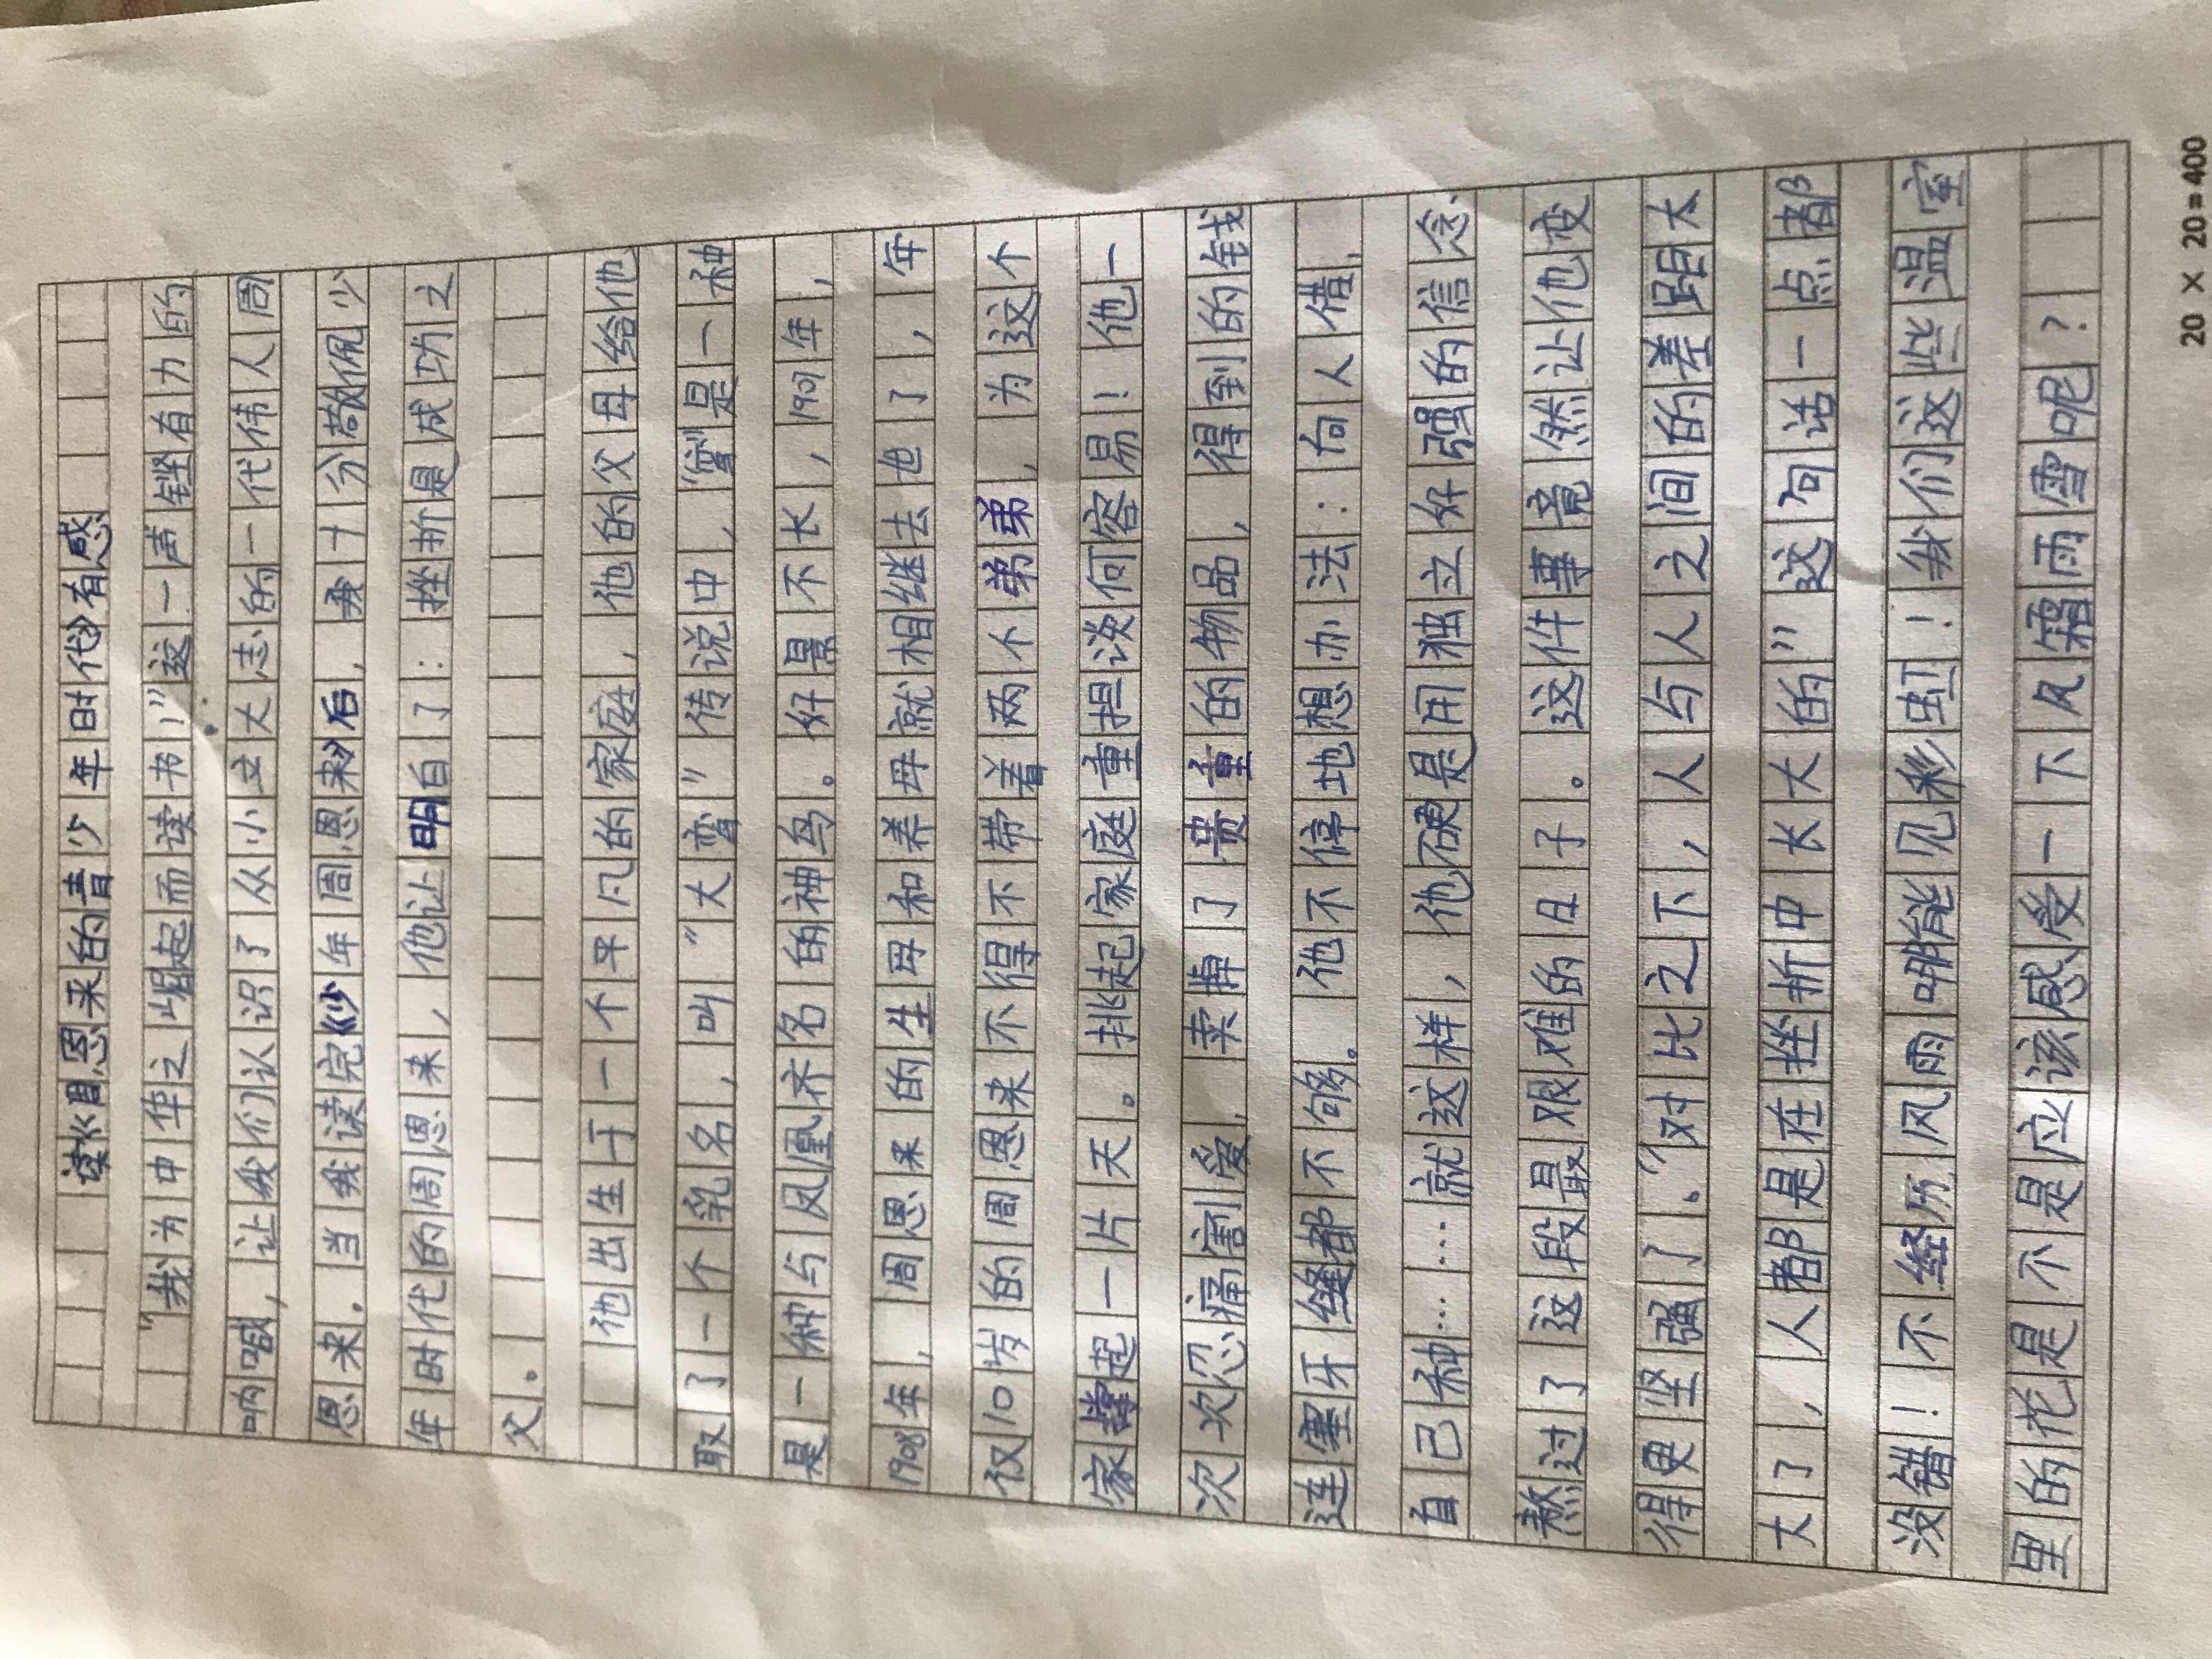 读《周恩来的青少年时代》有感
“我为中华之崛起而读书！”这一声铿有力的
呐喊，让我们认识了从小立大志的一代伟人周
恩来。当我读完《少年周恩来》后，我十分敬佩少
年时代的周恩来，他让明白了：挫折是成功之
父。
他出生于一个平凡的家庭，他的父母给他
取了一个乳名，叫“大鸾”传说中，“鸾”是一种
是一种与凤凰齐名的神鸟。好景不长，1907年，
1908年，周恩来的生母和养母就相继去也了，年
仅10岁的周恩来不得不带着两个弟弟，为这个
家撑起一片天。挑起家庭重担谈何容易！他一
次次忍痛割爱，卖掉了贵重的物品，得到的钱
连塞牙缝都不够。他不停地想办法：向人借，
自己种……就这样，他硬是用独立好强的信念
熬过了这段最艰难的日子。这件事竟然让他变
得更坚强了。“对比之下，人与人之间的差距太
大了，人都是在挫折中长大的”这句话一点都
没错！不经历风雨哪能见彩虹！我们这些温室
里的花是不是应该感受一下风霜雨雪呢？
20 × 20 = 400